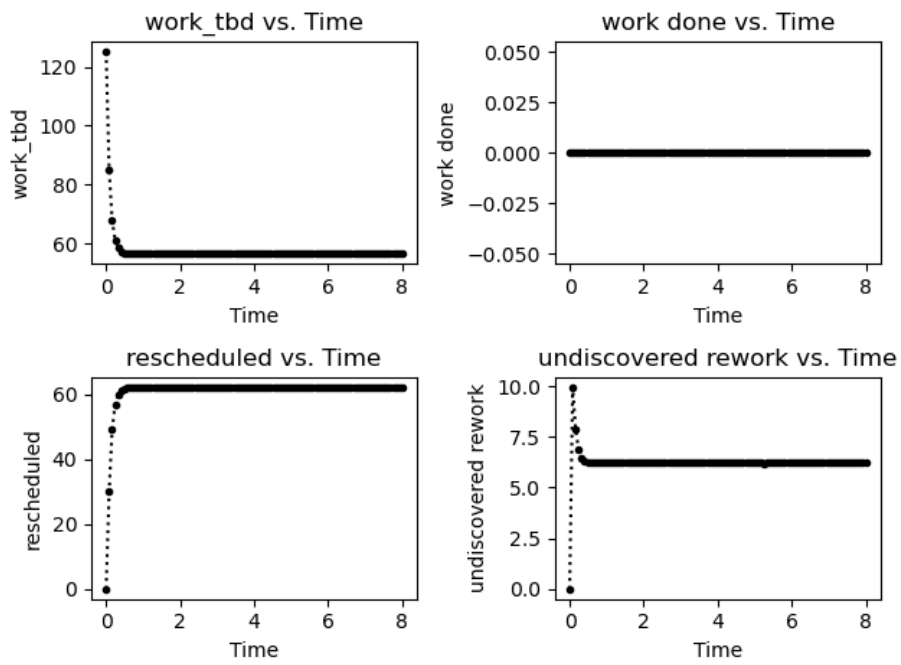 work_tbd vs. Time
120
100
80
60
work_tbd
0 2 4 6 8
Time
work done vs. Time
0.050
0.025
0.000
−0.025
−0.050
work done
0 2 4 6 8
Time
rescheduled vs. Time
60
40
20
0
rescheduled
0 2 4 6 8
Time
undiscovered rework vs. Time
10.0
7.5
5.0
2.5
0.0
undiscovered rework
0 2 4 6 8
Time